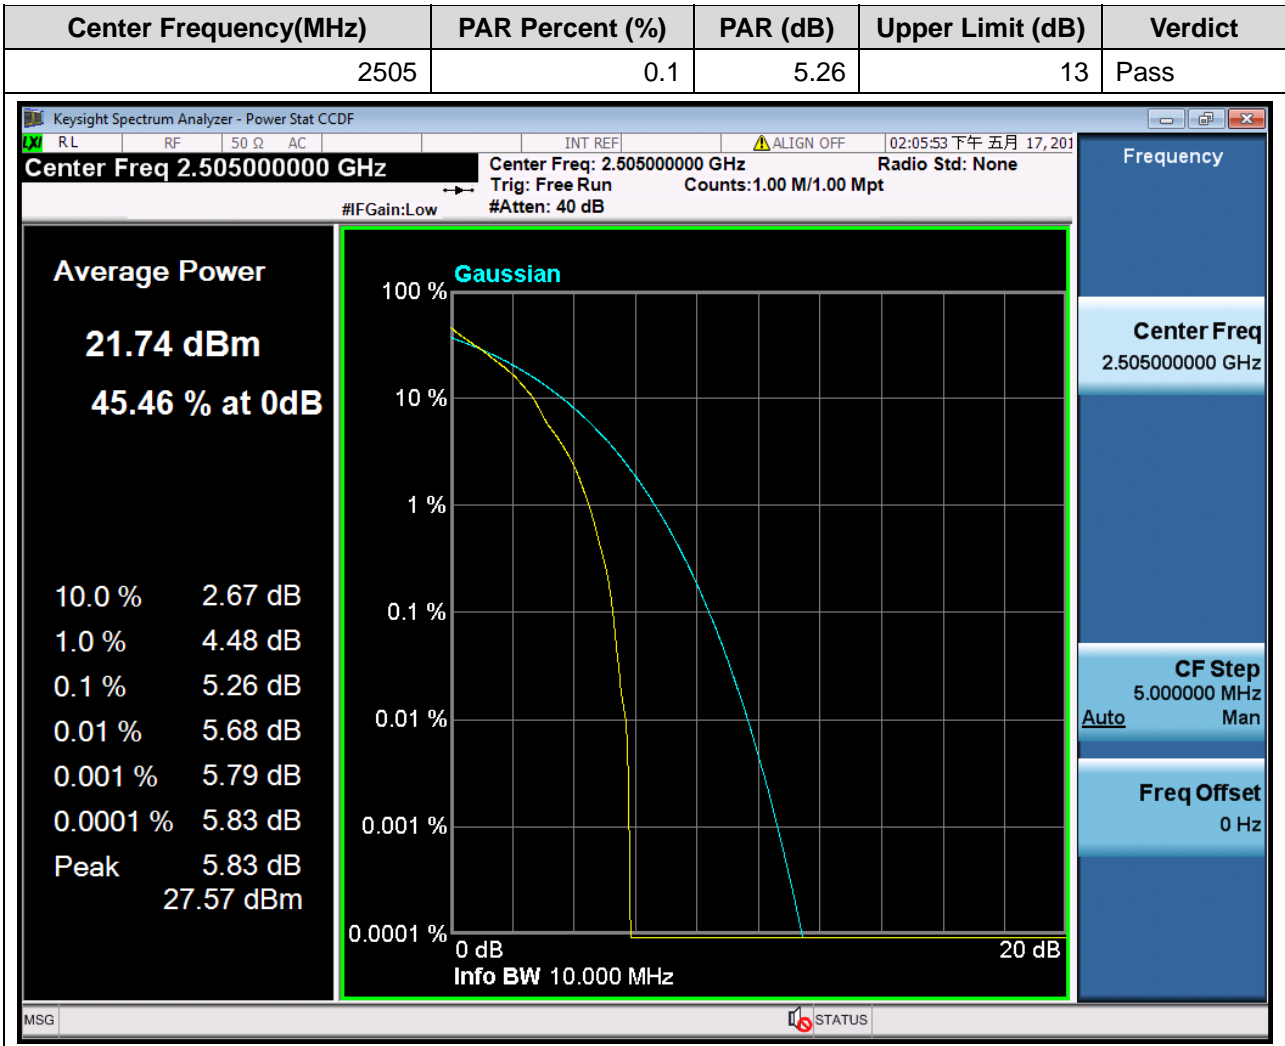 Center Frequency(MHz) PAR Percent (%) PAR (dB) Upper Limit (dB) Verdict
2505 0.1 5.26 13 Pass
Keysight Spectrum Analyzer - Power Stat CCDF
LXI RL RF 50 Ω AC INT REF ALIGN OFF 02:05:53 下午 五月 17, 201
Center Freq 2.505000000 GHz
Center Freq: 2.505000000 GHz Radio Std: None
Trig: Free Run Counts:1.00 M/1.00 Mpt
#IFGain:Low #Atten: 40 dB
Average Power
21.74 dBm
45.46 % at 0dB
10.0 % 2.67 dB
1.0 % 4.48 dB
0.1 % 5.26 dB
0.01 % 5.68 dB
0.001 % 5.79 dB
0.0001 % 5.83 dB
Peak 5.83 dB
27.57 dBm
Gaussian
100 %
10 %
1 %
0.1 %
0.01 %
0.001 %
0.0001 %
0 dB 20 dB
Info BW 10.000 MHz
Frequency
Center Freq
2.505000000 GHz
CF Step
5.000000 MHz
Auto Man
Freq Offset
0 Hz
MSG STATUS